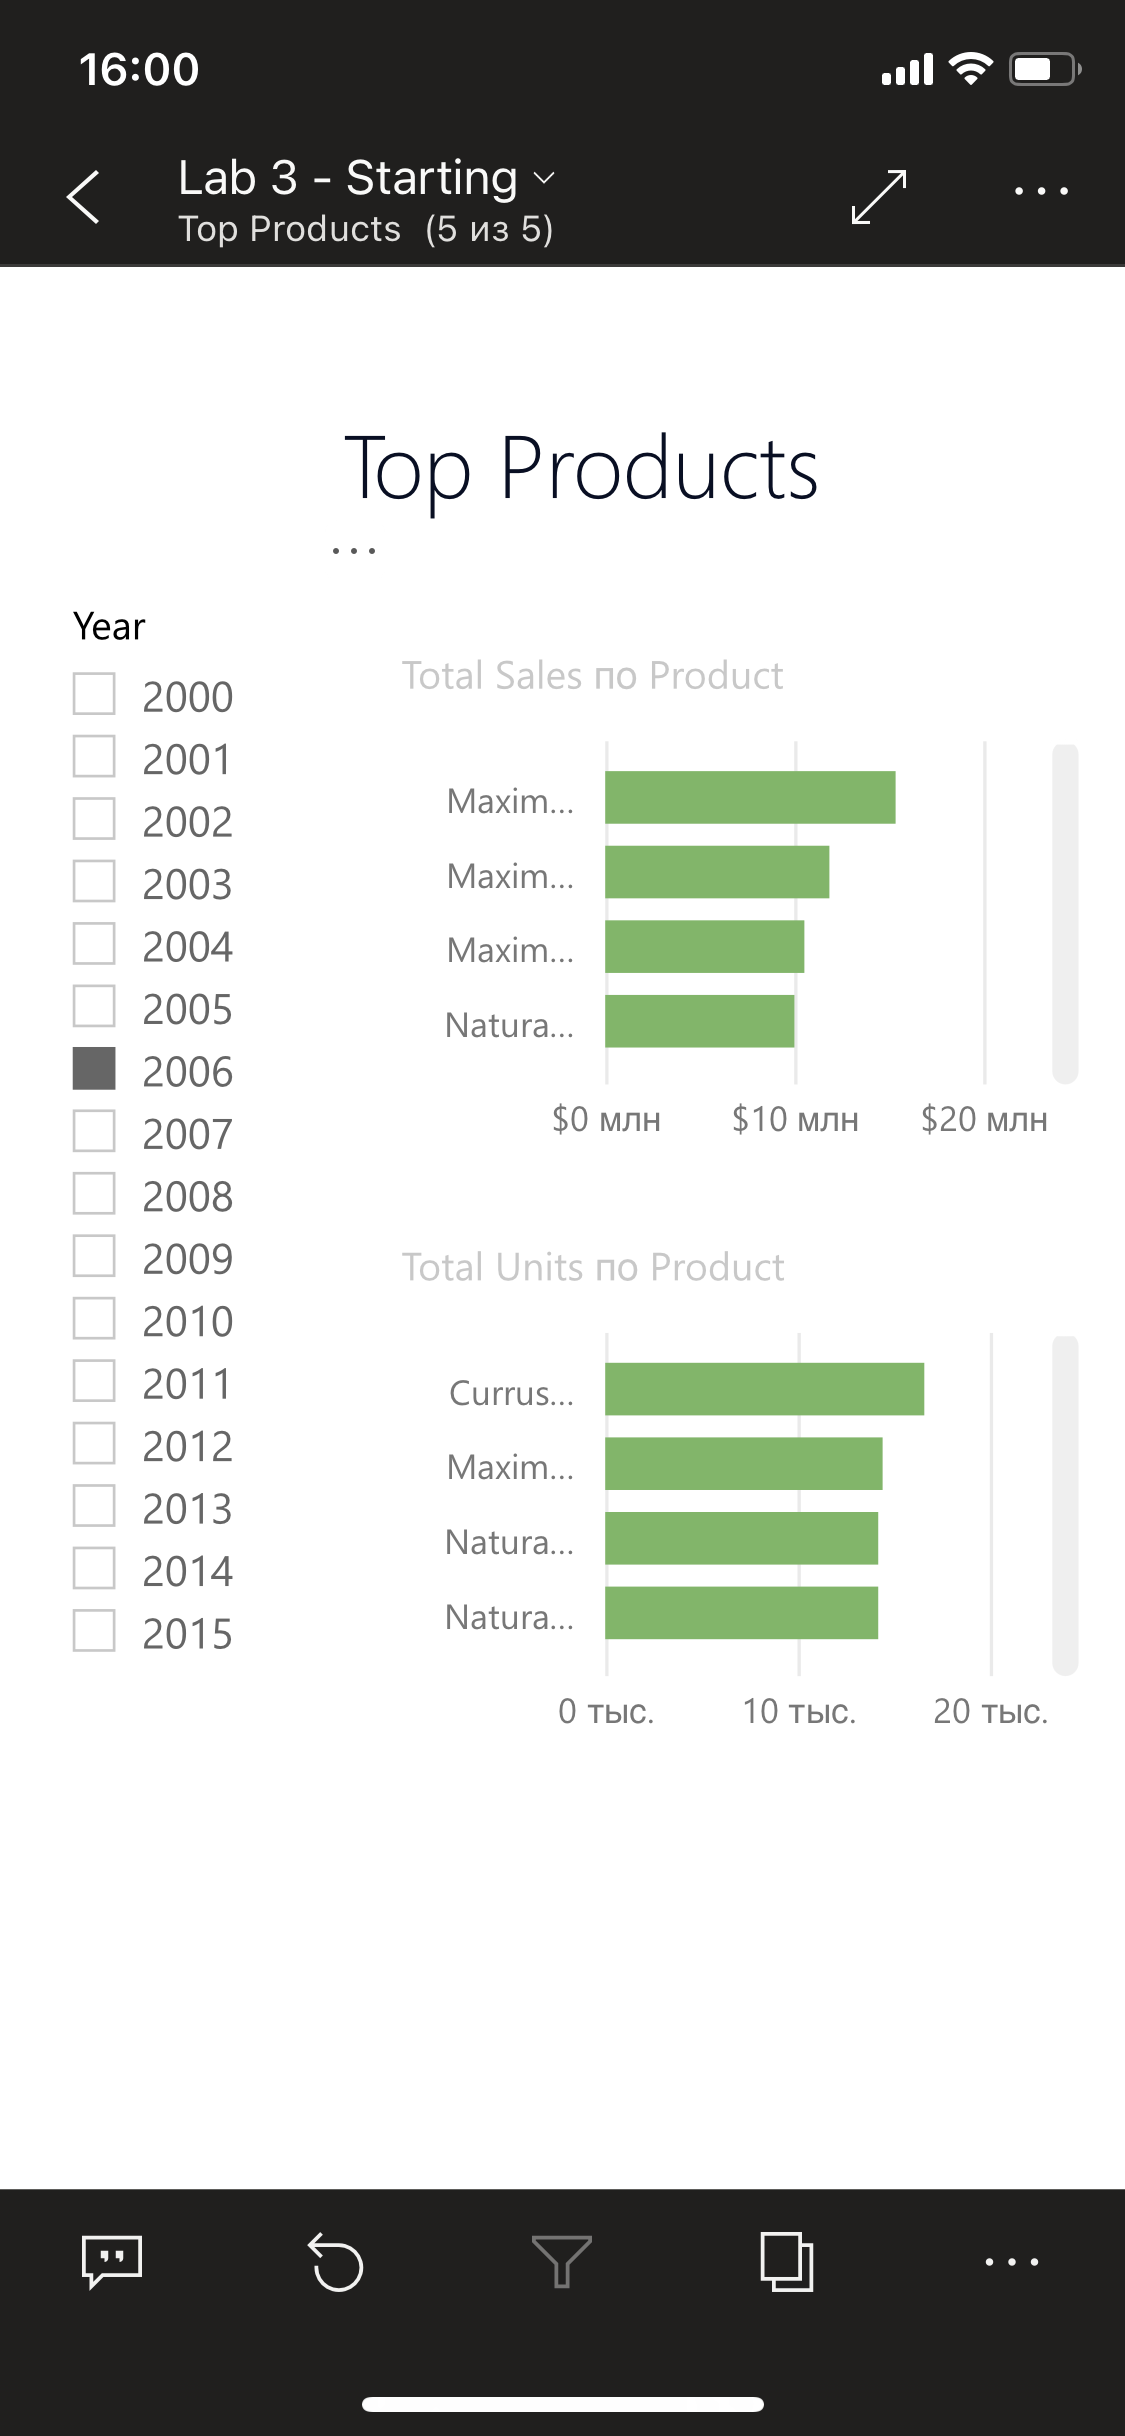 16:00
Lab 3 - Starting
Top Products (5 из 5)
Top Products
...
Year
2000
2001
2002
2003
2004
2005
2006
2007
2008
2009
2010
2011
2012
2013
2014
2015
Total Sales по Product
Maxim...
Maxim...
Maxim...
Natura...
$0 млн $10 млн $20 млн
Total Units по Product
Currus...
Maxim...
Natura...
Natura...
0 тыс. 10 тыс. 20 тыс.